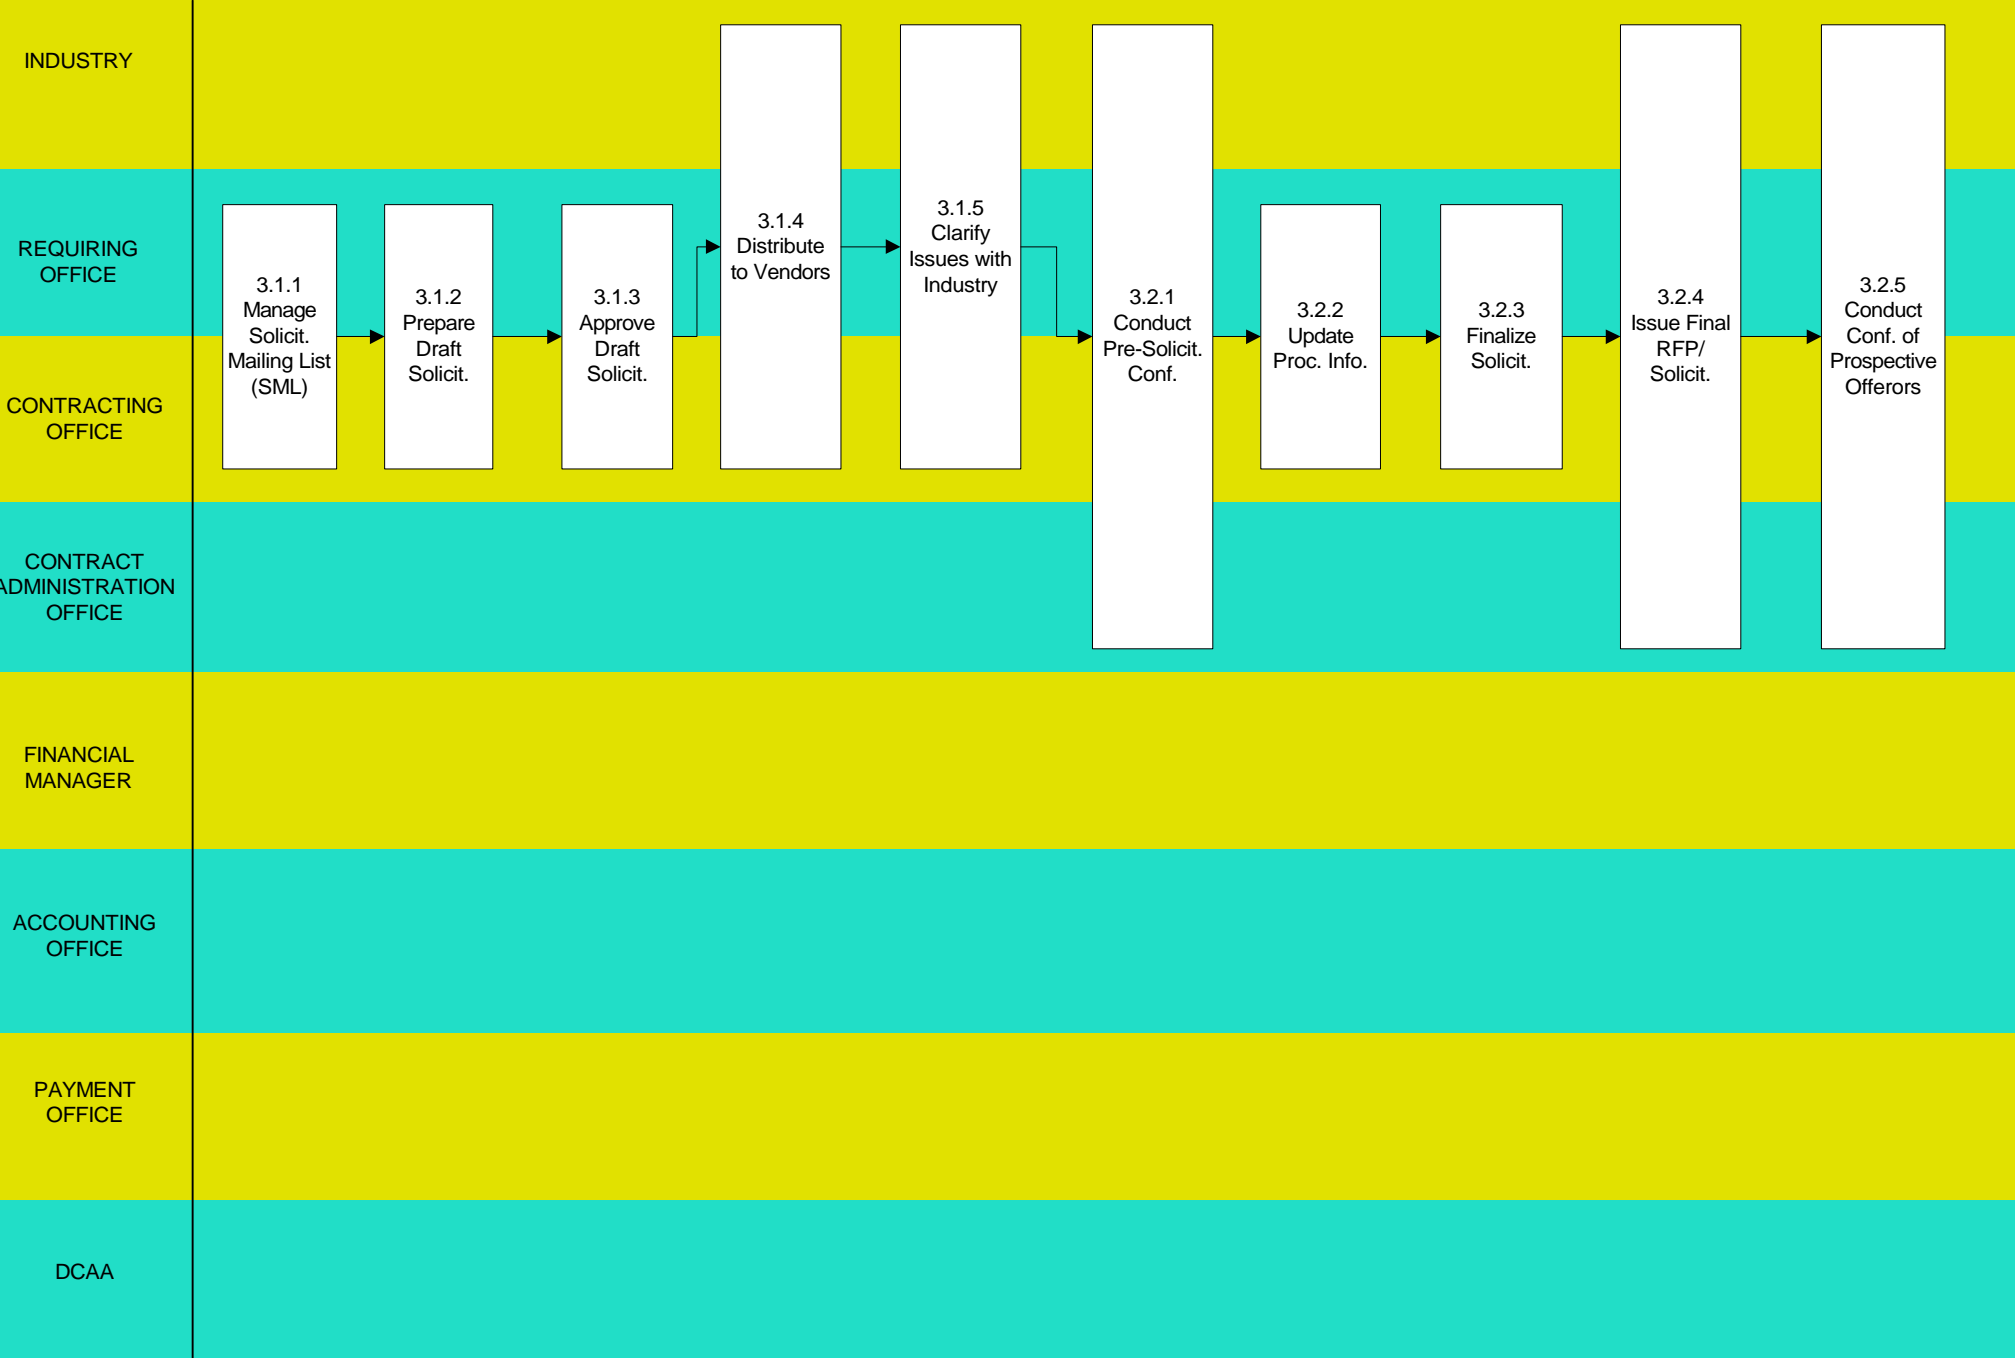 INDUSTRY
REQUIRING
OFFICE
CONTRACTING
OFFICE
CONTRACT
ADMINISTRATION
OFFICE
FINANCIAL
MANAGER
ACCOUNTING
OFFICE
PAYMENT
OFFICE
DCAA
3.1.1
Manage
Solicit.
Mailing List
(SML)
3.1.2
Prepare
Draft
Solicit.
3.1.3
Approve
Draft
Solicit.
3.1.4
Distribute
to Vendors
3.1.5
Clarify
Issues with
Industry
3.2.1
Conduct
Pre-Solicit.
Conf.
3.2.2
Update
Proc. Info.
3.2.3
Finalize
Solicit.
3.2.4
Issue Final
RFP/
Solicit.
3.2.5
Conduct
Conf. of
Prospective
Offerors